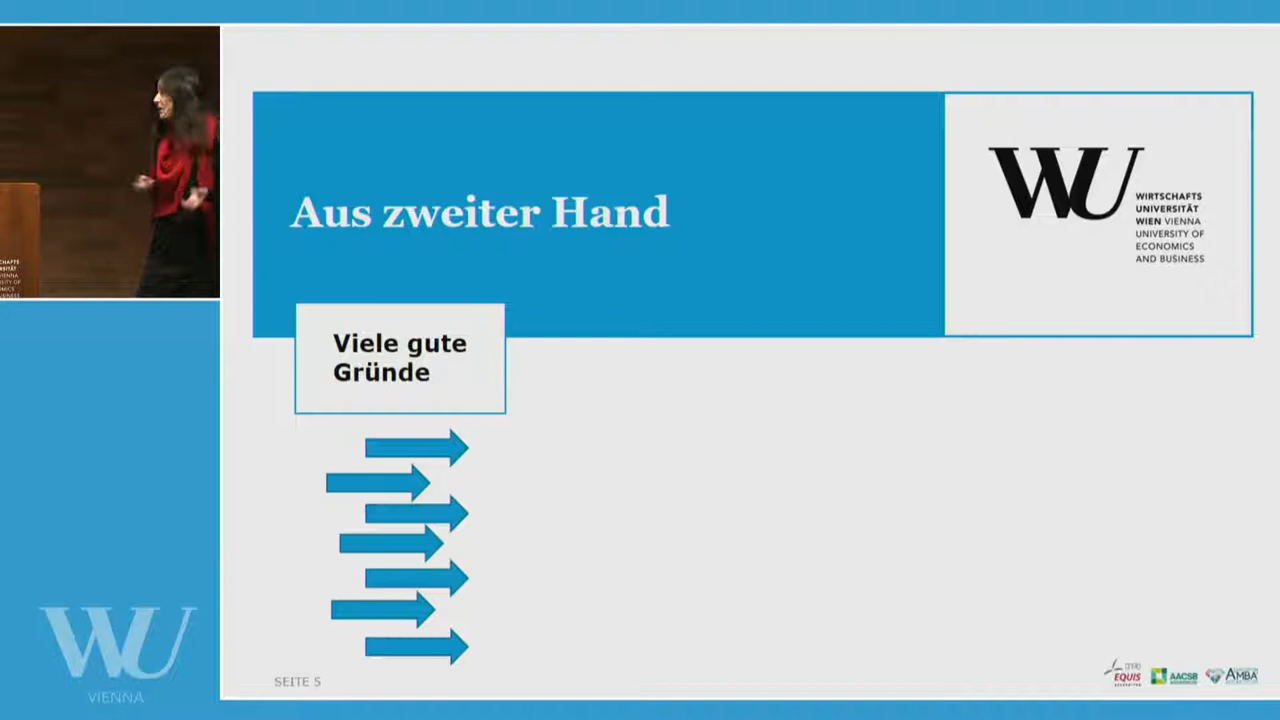 Aus zweiter Hand
WU
WIRTSCHAFTS
UNIVERSITÄT
WIEN VIENNA
UNIVERSITY OF
ECONOMICS
AND BUSINESS
Viele gute
Gründe
SEITE 5
EQUIS
AACSB
AMBA
WU
VIENNA